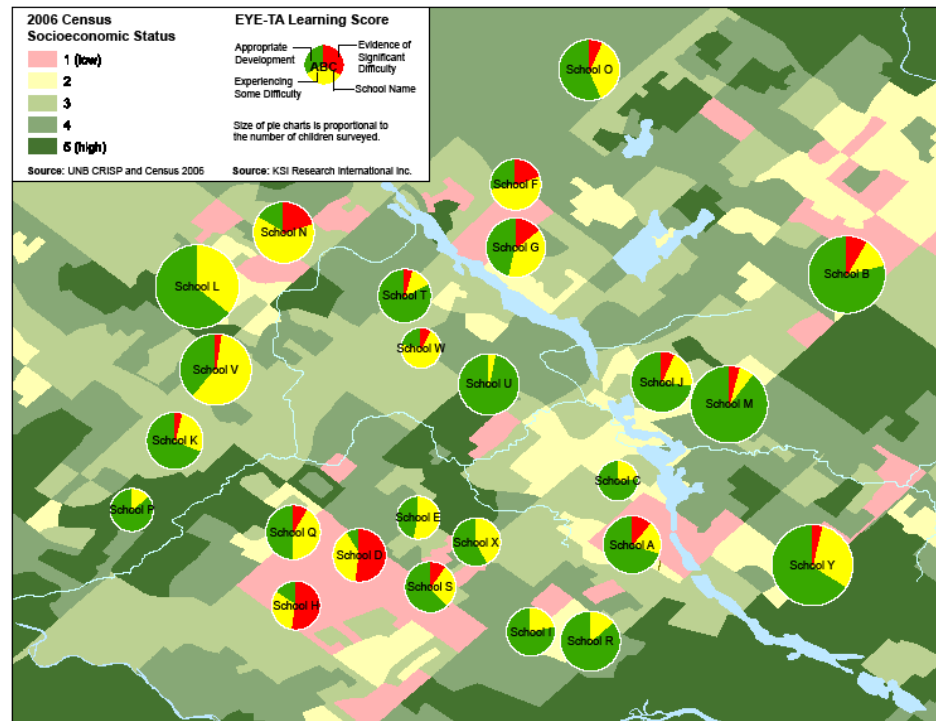 2006 Census
Socioeconomic Status
1 (low)
2
3
4
5 (high)
Source: UNB CRISP and Census 2006
EYE-TA Learning Score
Appropriate
Development
Evidence of
Significant
Difficulty
ABC
Experiencing
Some Difficulty
School Name
Size of pie charts is proportional to
the number of children surveyed.
Source: KSI Research International Inc.
School O
School F
School N
School G
School B
School L
School T
School W
School V
School U
School J
School M
School K
School C
School P
School E
School Q
School X
School A
School D
School Y
School S
School H
School I
School R